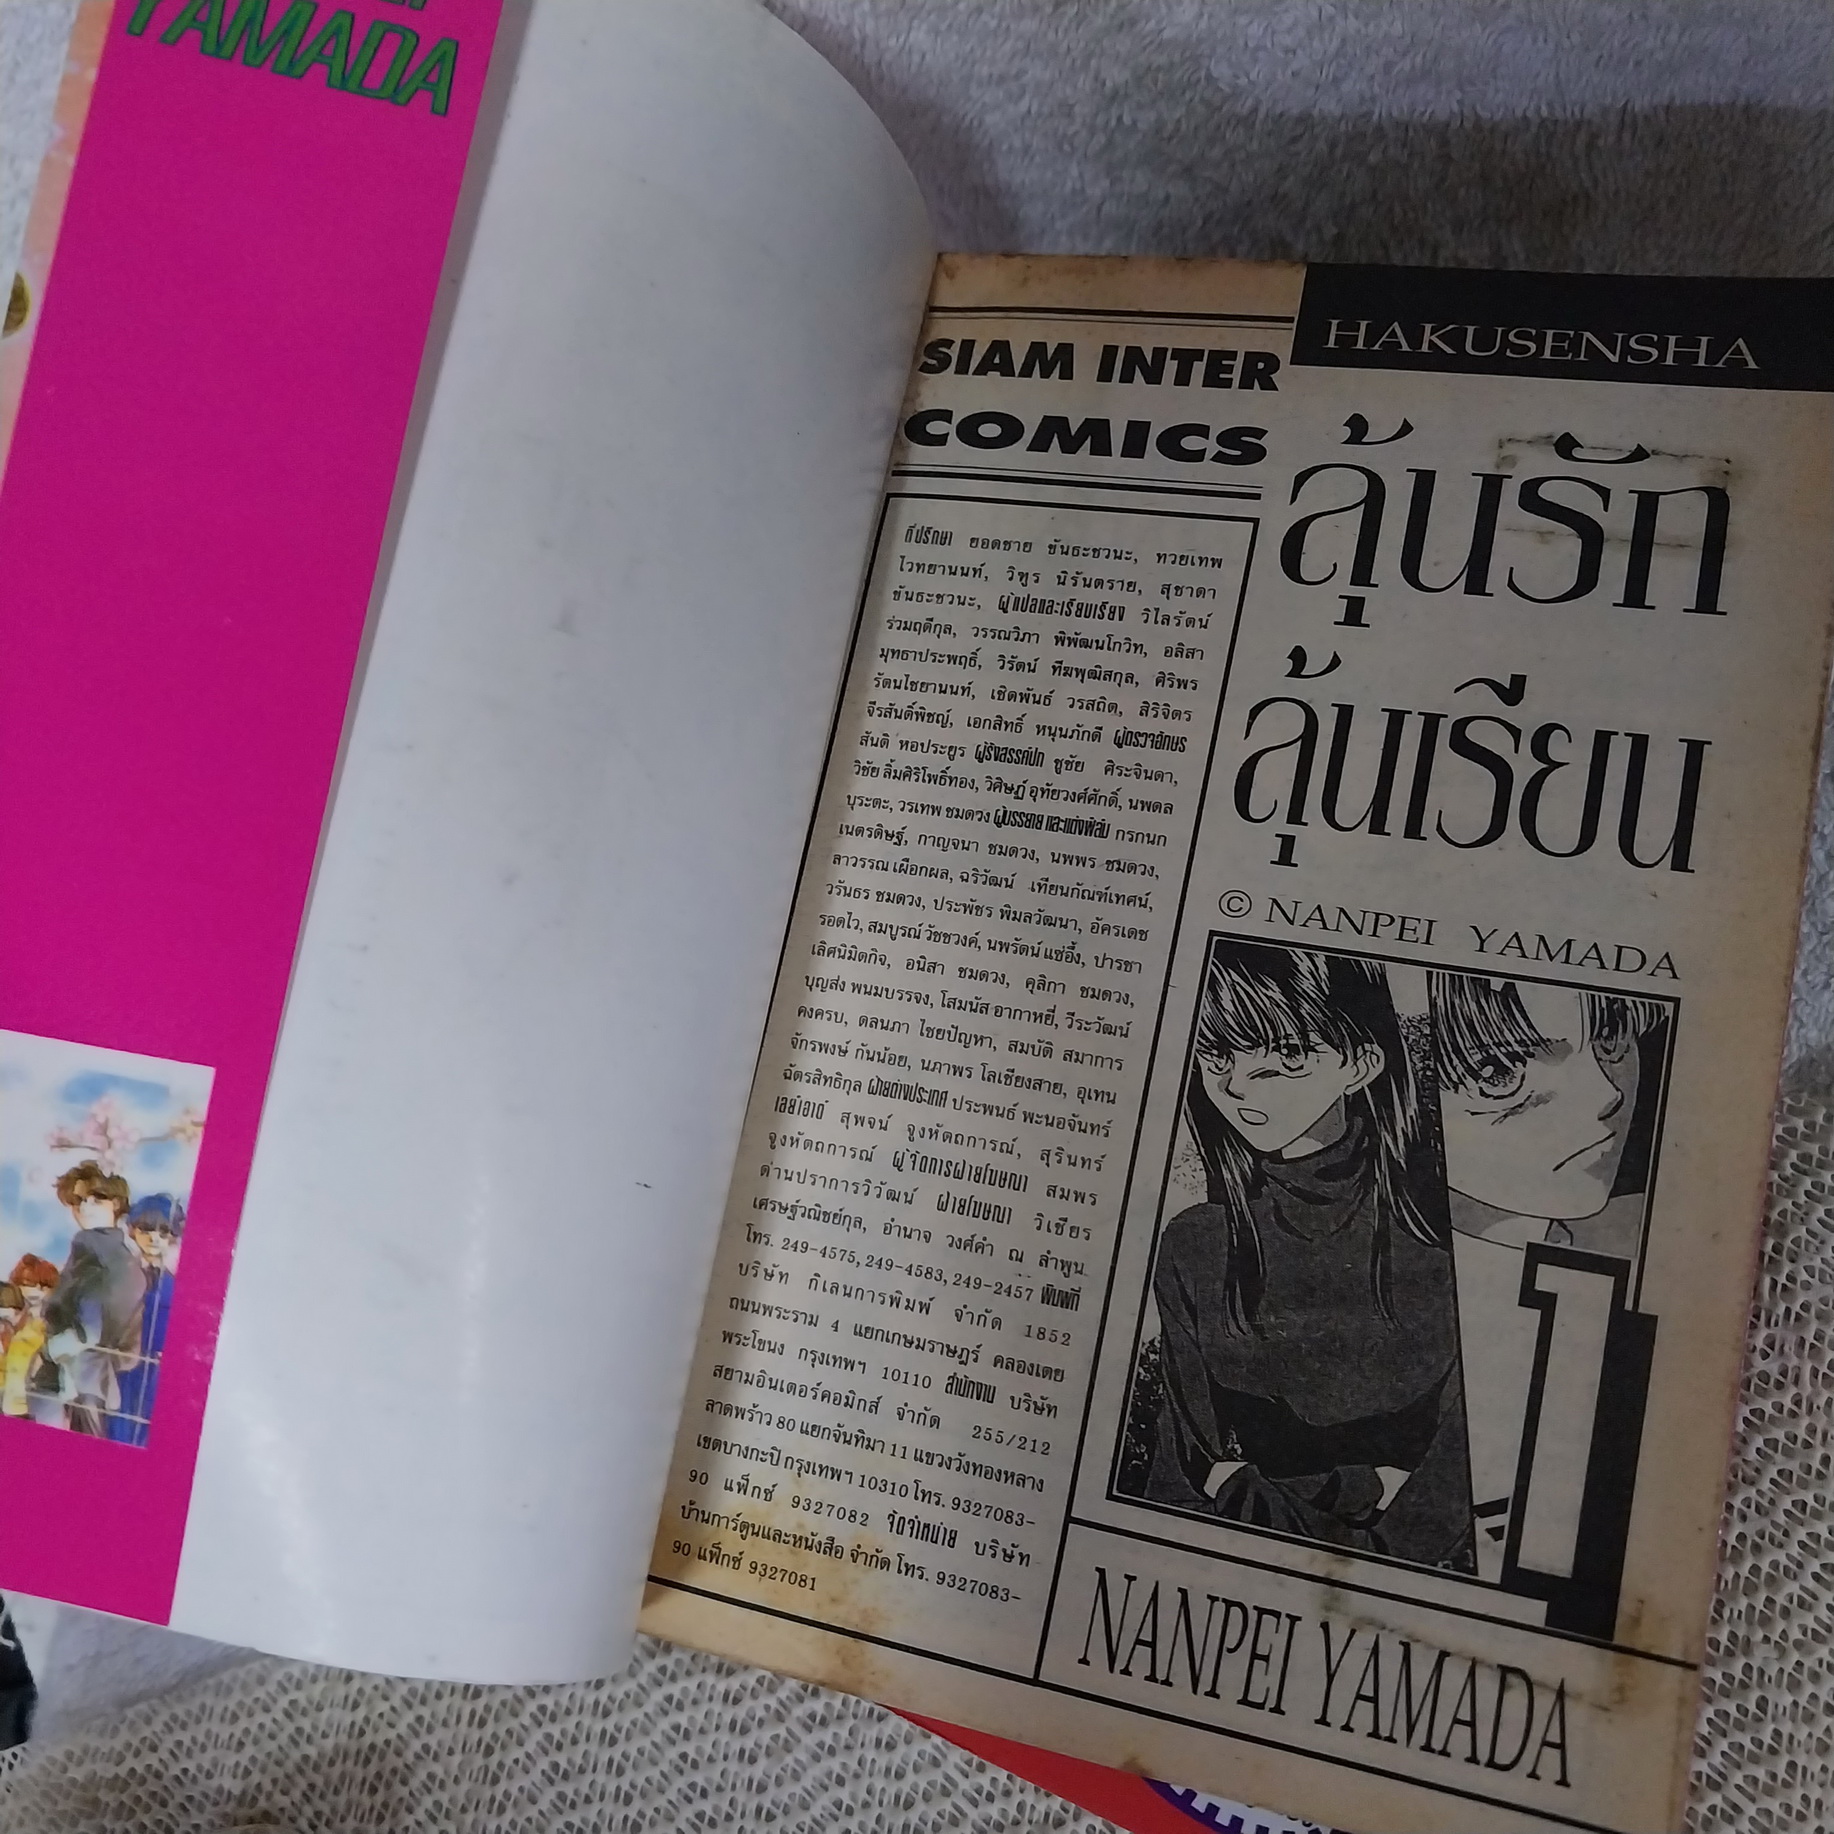 YAMADA
SIAM INTER
COMICS
HAKUSENSHA
ลุ้นรัก
ลุ้นเรียน
© NANPEI YAMADA
1
NANPEI YAMADA
ที่ปรึกษา ยอดชาย ขันธะชวนะ, ทวยเทพ
ไวทยานนท์, วิฑูร นิรันตราย, สุชาดา
ขันธะชวนะ, ผู้แปลและเรียบเรียง วิไลรัตน์
ร่วมฤดีกุล, วรรณวิภา พิพัฒนโกวิท, อลิสา
มุทธาประพฤธิ์, วิรัตน์ ทีฆพุฒิสกุล, ศิริพร
รัตนไชยานนท์, เชิดพันธ์ วรสถิต, สิริจิตร
จีรสันติ์พิชญ์, เอกสิทธิ์ หนุนภักดี ผู้ตรวจอักษร
สันติ หอประยูร ผู้รังสรรค์ปก ชูชัย ศิระจินดา,
วิชัย ลิ้มศิริโพธิ์ทอง, วิศิษฏ์ อุทัยวงศ์ศักดิ์, นพดล
บุระตะ, วรเทพ ชมดวง ผู้บรรยายและแต่งฟิล์ม กรกนก
เนตรดิษฐ์, กาญจนา ชมดวง, นพพร ชมดวง,
ลาวรรณ เผือกผล, ฉริวัฒน์ เทียนกัณฑ์เทศน์,
วรันธร ชมดวง, ประพัชร พิมลวัฒนา, อัครเดช
รอดไว, สมบูรณ์ วัชชวงค์, นพรัตน์ แซ่อึ้ง, ปารชา
เลิศนิมิตกิจ, อนิสา ชมดวง, คุลิกา ชมดวง,
บุญส่ง พนมบรรจง, โสมนัส อากาหยี่, วีระวัฒน์
คงครบ, ดลนภา ไชยปัญหา, สมบัติ สมาการ
จักรพงษ์ กันน้อย, นภาพร โลเชียงสาย, อุเทน
ฉัตรสิทธิกุล ฝ่ายต่างประเทศ ประพนธ์ พะนอจันทร์
เลย์เอาต์ สุพจน์ จูงหัตถการณ์, สุรินทร์
จูงหัตถการณ์ ผู้จัดการฝ่ายโฆษณา สมพร
ด่านปราการวิวัฒน์ ฝ่ายโฆษณา วิเชียร
เศรษฐ์วณิชย์กุล, อำนาจ วงศ์คำ ณ ลำพูน
โทร. 249-4575, 249-4583, 249-2457 พิมพ์ที่
บริษัท กิเลนการพิมพ์ จำกัด 1852
ถนนพระราม 4 แยกเกษมราษฎร์ คลองเตย
พระโขนง กรุงเทพฯ 10110 สำนักงาน บริษัท
สยามอินเตอร์คอมิกส์ จำกัด 255/212
ลาดพร้าว 80 แยกจันทิมา 11 แขวงวังทองหลาง
เขตบางกะปิ กรุงเทพฯ 10310 โทร. 9327083-
90 แฟ็กซ์ 9327082 จัดจำหน่าย บริษัท
บ้านการ์ตูนและหนังสือ จำกัด โทร. 9327083-
90 แฟ็กซ์ 9327081